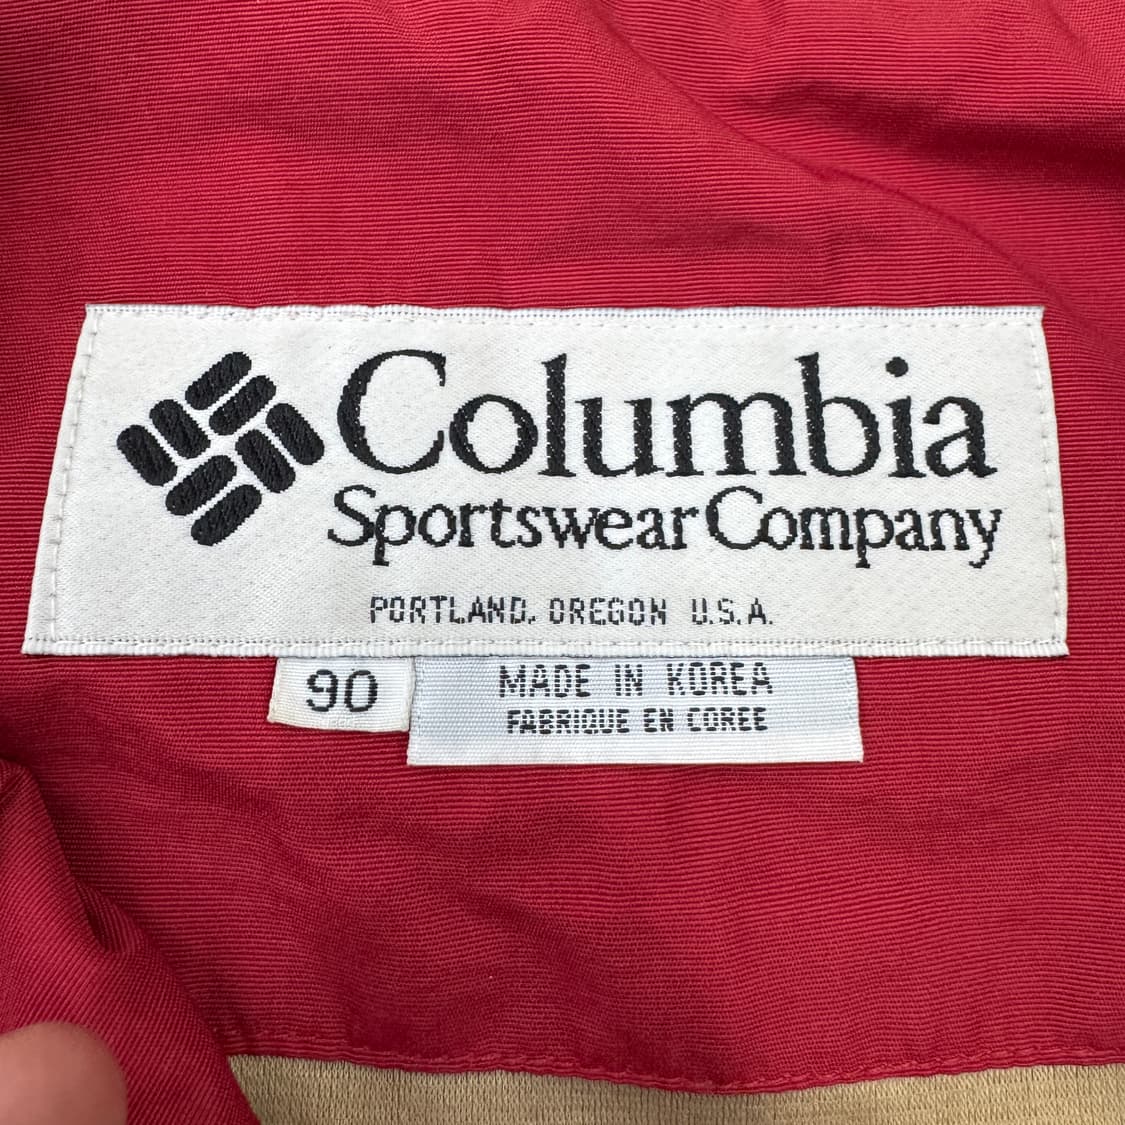 Columbia
Sportswear Company
PORTLAND, OREGON U.S.A.
90
MADE IN KOREA
FABRIQUE EN COREE